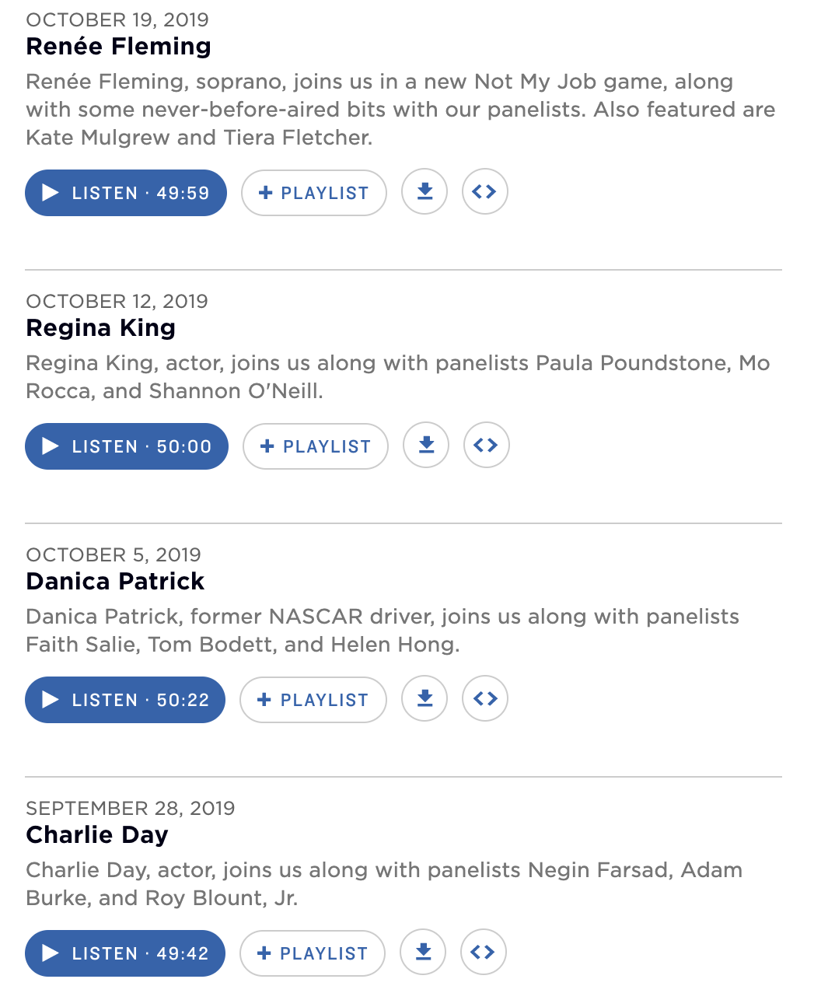 OCTOBER 19, 2019
Renée Fleming
Renée Fleming, soprano, joins us in a new Not My Job game, along
with some never-before-aired bits with our panelists. Also featured are
Kate Mulgrew and Tiera Fletcher.
LISTEN · 49:59 + PLAYLIST
OCTOBER 12, 2019
Regina King
Regina King, actor, joins us along with panelists Paula Poundstone, Mo
Rocca, and Shannon O'Neill.
LISTEN · 50:00 + PLAYLIST
OCTOBER 5, 2019
Danica Patrick
Danica Patrick, former NASCAR driver, joins us along with panelists
Faith Salie, Tom Bodett, and Helen Hong.
LISTEN · 50:22 + PLAYLIST
SEPTEMBER 28, 2019
Charlie Day
Charlie Day, actor, joins us along with panelists Negin Farsad, Adam
Burke, and Roy Blount, Jr.
LISTEN · 49:42 + PLAYLIST